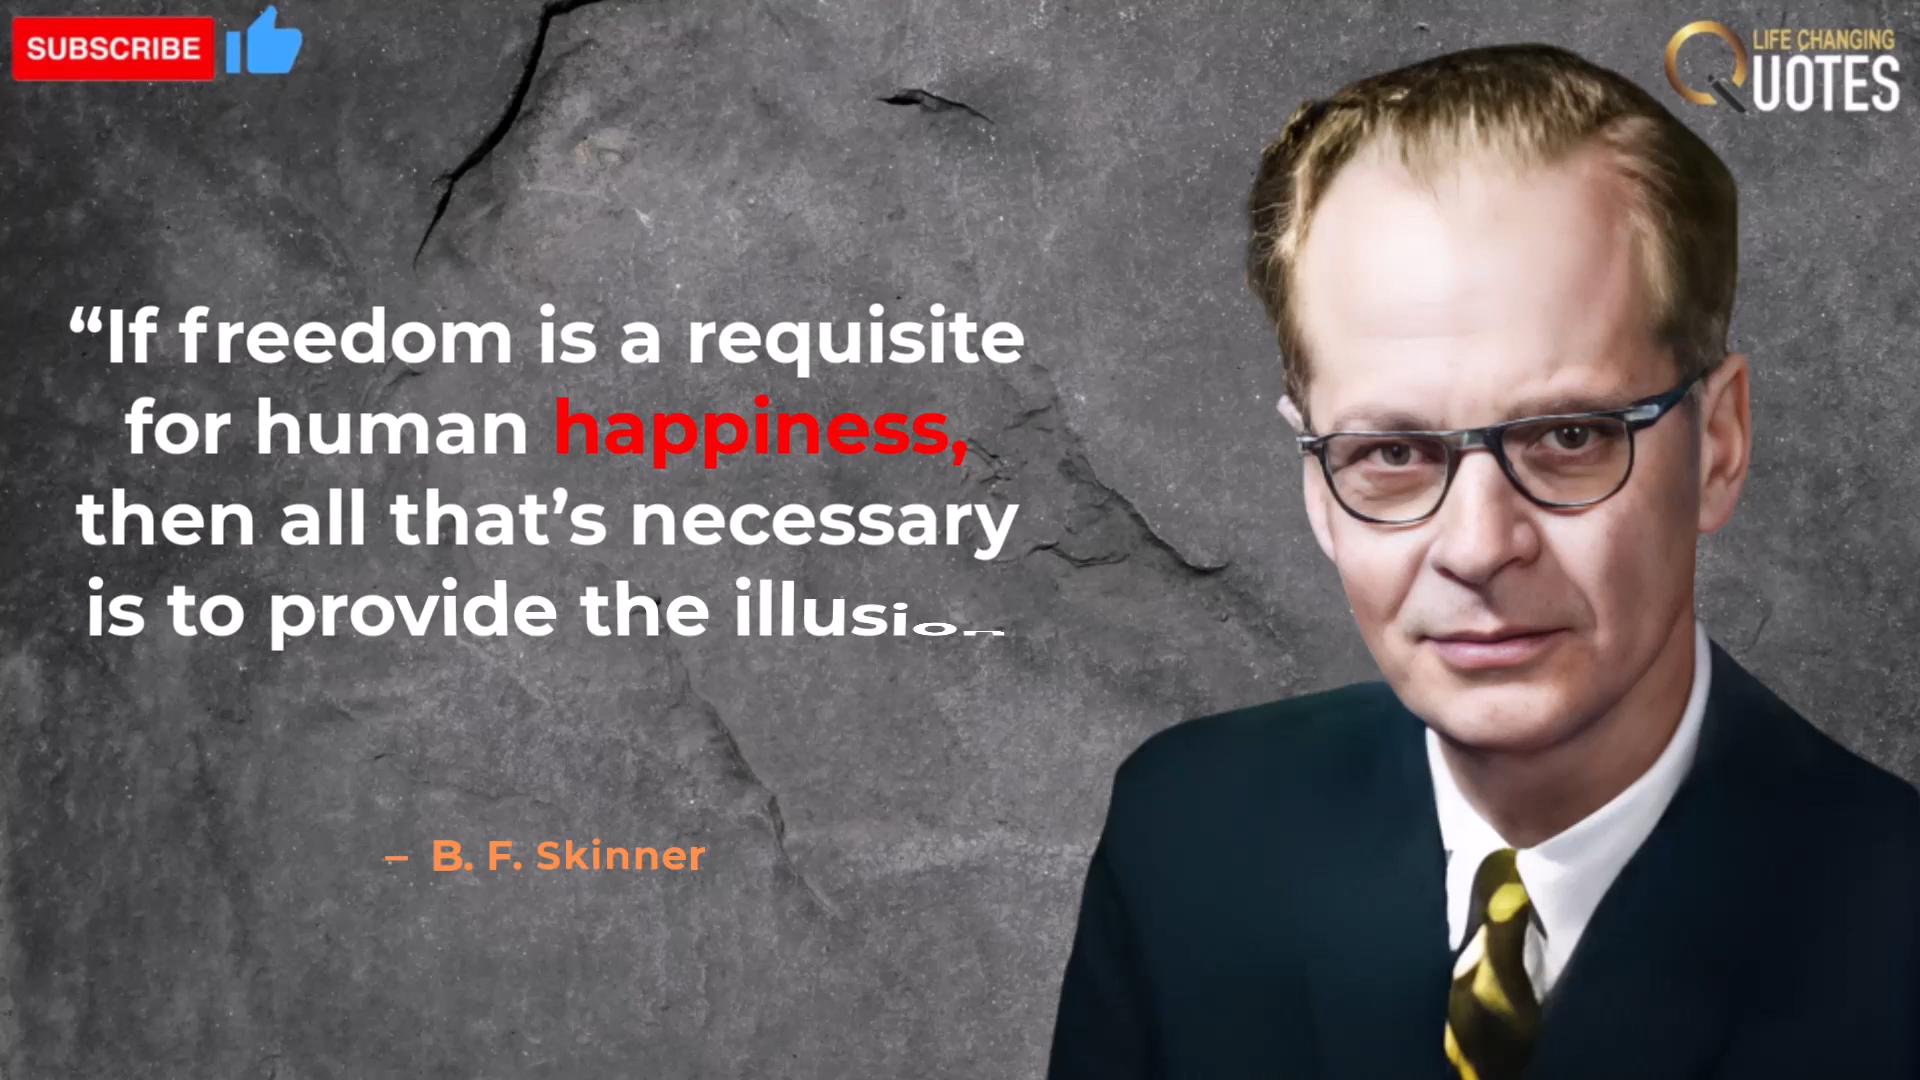 SUBSCRIBE
LIFE CHANGING
QUOTES
“If freedom is a requisite
for human happiness,
then all that’s necessary
is to provide the illusion
– B. F. Skinner